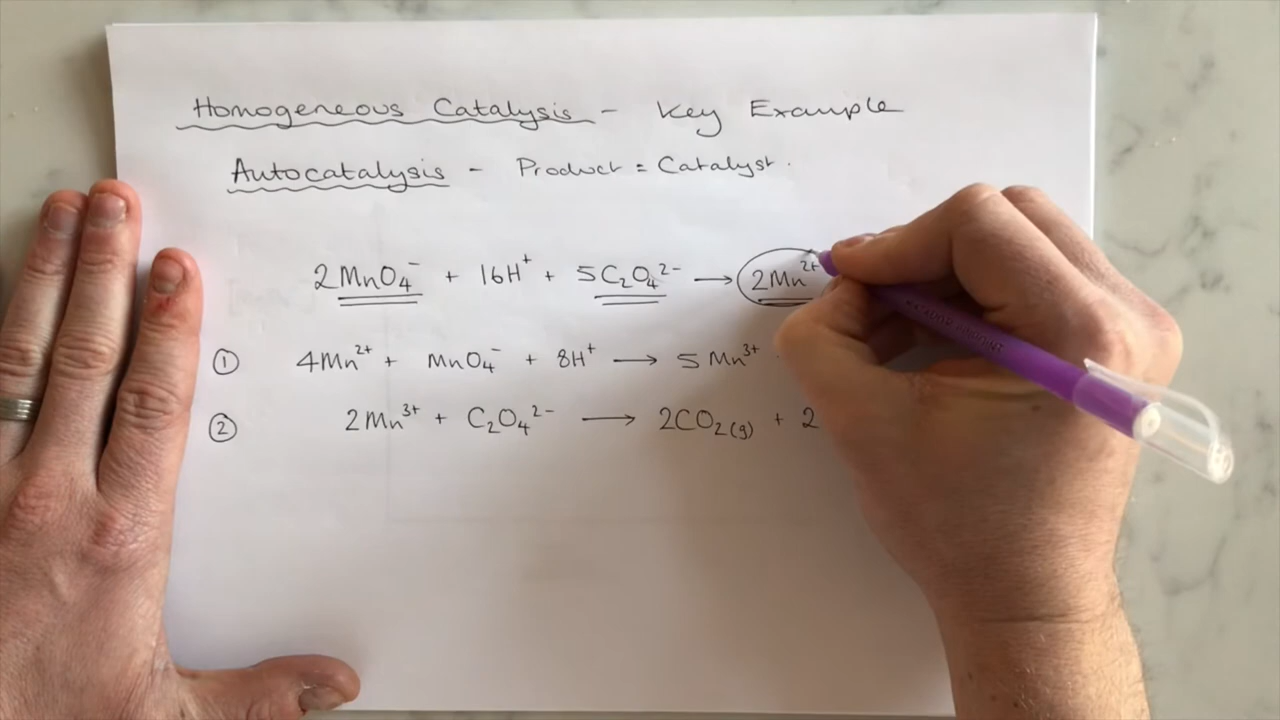 Homogeneous Catalysis - Key Example
Autocatalysis - Product = Catalyst.
2MnO₄⁻ + 16H⁺ + 5C₂O₄²⁻ → 2Mn²⁺
① 4Mn²⁺ + MnO₄⁻ + 8H⁺ → 5Mn³⁺
② 2Mn³⁺ + C₂O₄²⁻ → 2CO₂(g) + 2